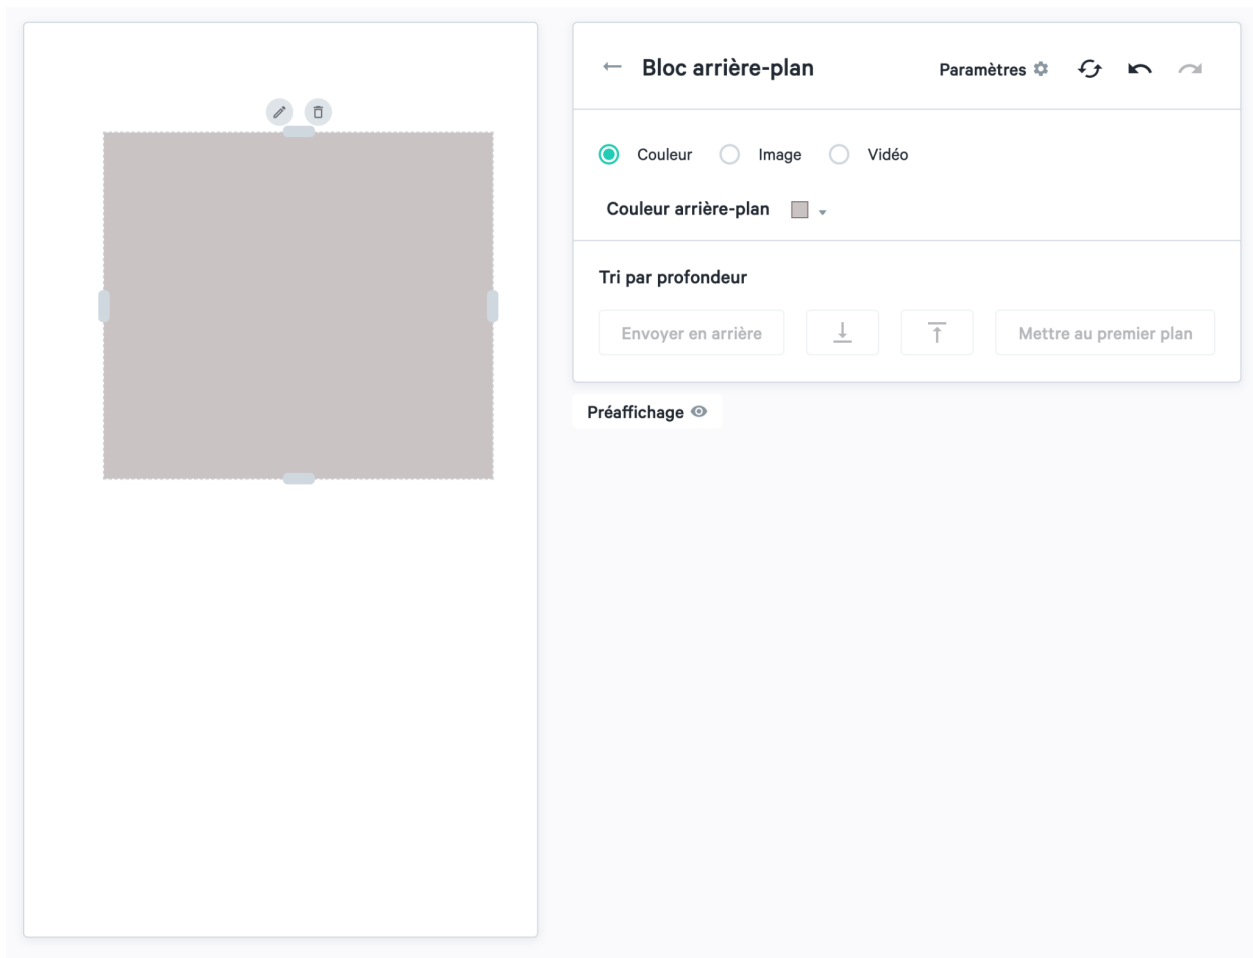 Bloc arrière-plan
Paramètres
Couleur
Image
Vidéo
Couleur arrière-plan
Tri par profondeur
Envoyer en arrière
Mettre au premier plan
Préaffichage